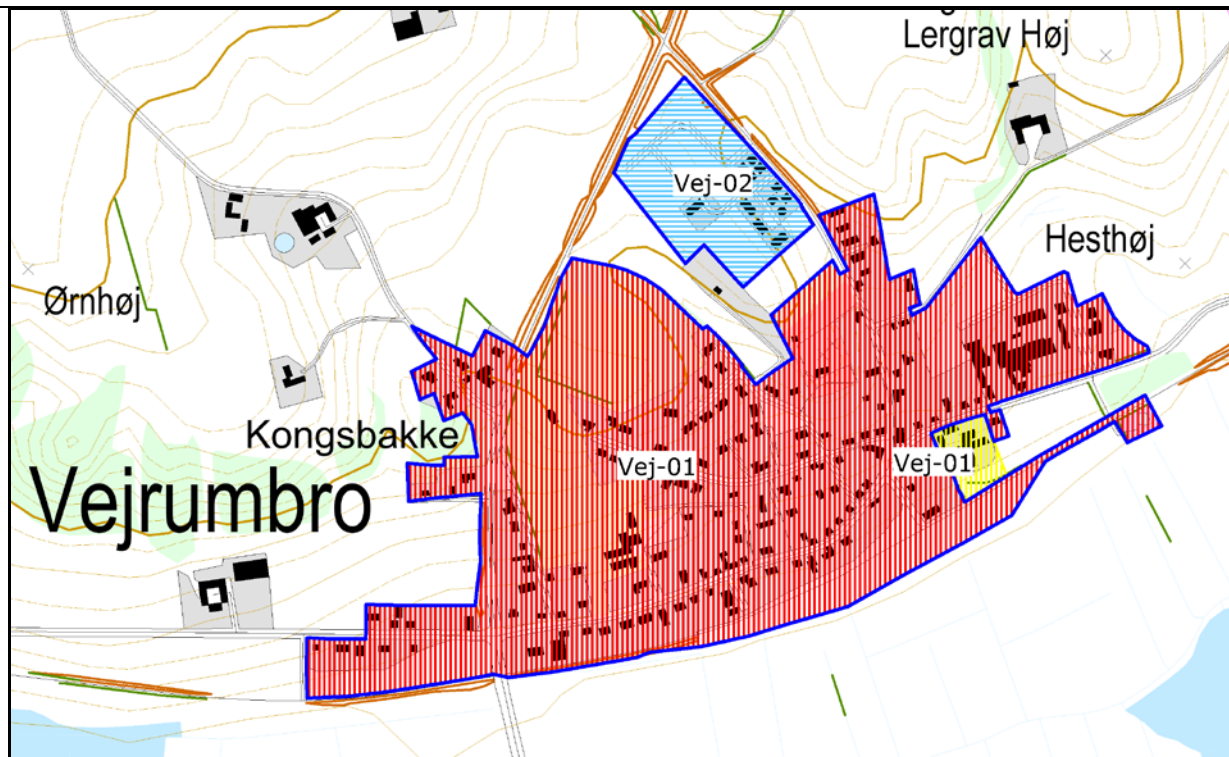 Lergrav Høj
Vej-02
Hesthøj
Ørnhøj
Kongsbakke
Vej-01
Vej-01
Vejrumbro